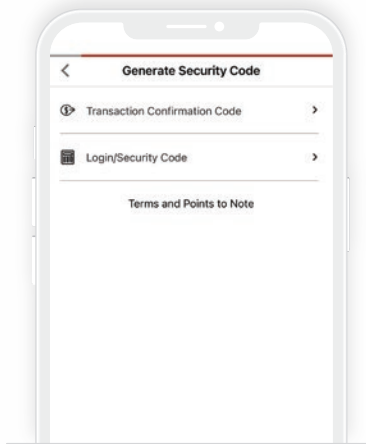 Generate Security Code
Transaction Confirmation Code
Login/Security Code
Terms and Points to Note